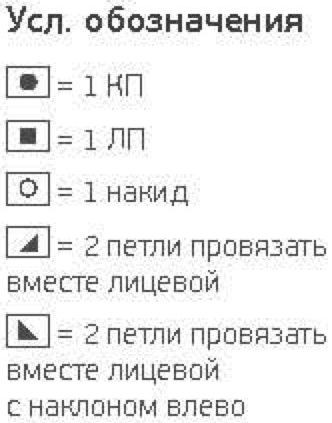 Усл. обозначения
= 1 КП
= 1 ЛП
= 1 накид
= 2 петли провязать
вместе лицевой
= 2 петли провязать
вместе лицевой
с наклоном влево